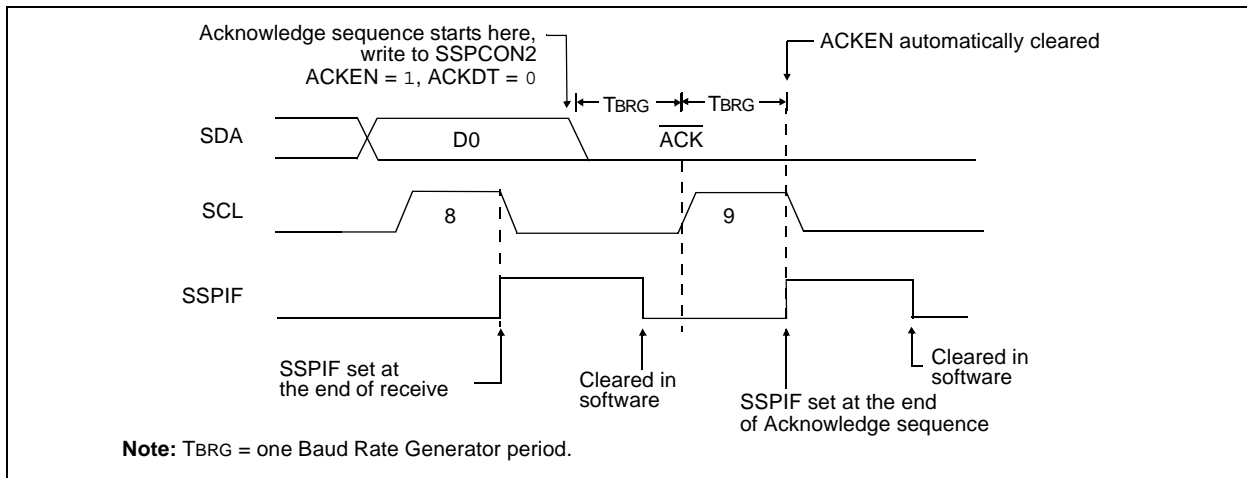 Acknowledge sequence starts here,
write to SSPCON2
ACKEN = 1, ACKDT = 0
ACKEN automatically cleared
TBRG
TBRG
SDA
D0
ACK
SCL
8
9
SSPIF
SSPIF set at
the end of receive
Cleared in
software
SSPIF set at the end
of Acknowledge sequence
Cleared in
software
Note: TBRG = one Baud Rate Generator period.